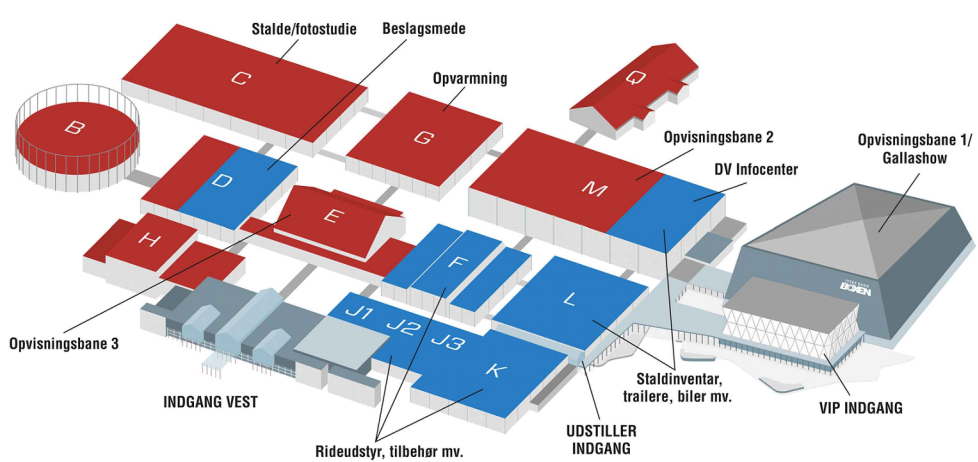 Stalde/fotostudie
Beslagsmede
Opvarmning
C
Q
G
B
Opvisningsbane 2
Opvisningsbane 1/
Gallashow
DV Infocenter
D
M
E
H
F
BOXEN
L
J1 J2 J3
K
Opvisningsbane 3
INDGANG VEST
Rideudstyr, tilbehør mv.
UDSTILLER
INDGANG
Staldinventar,
trailere, biler mv.
VIP INDGANG